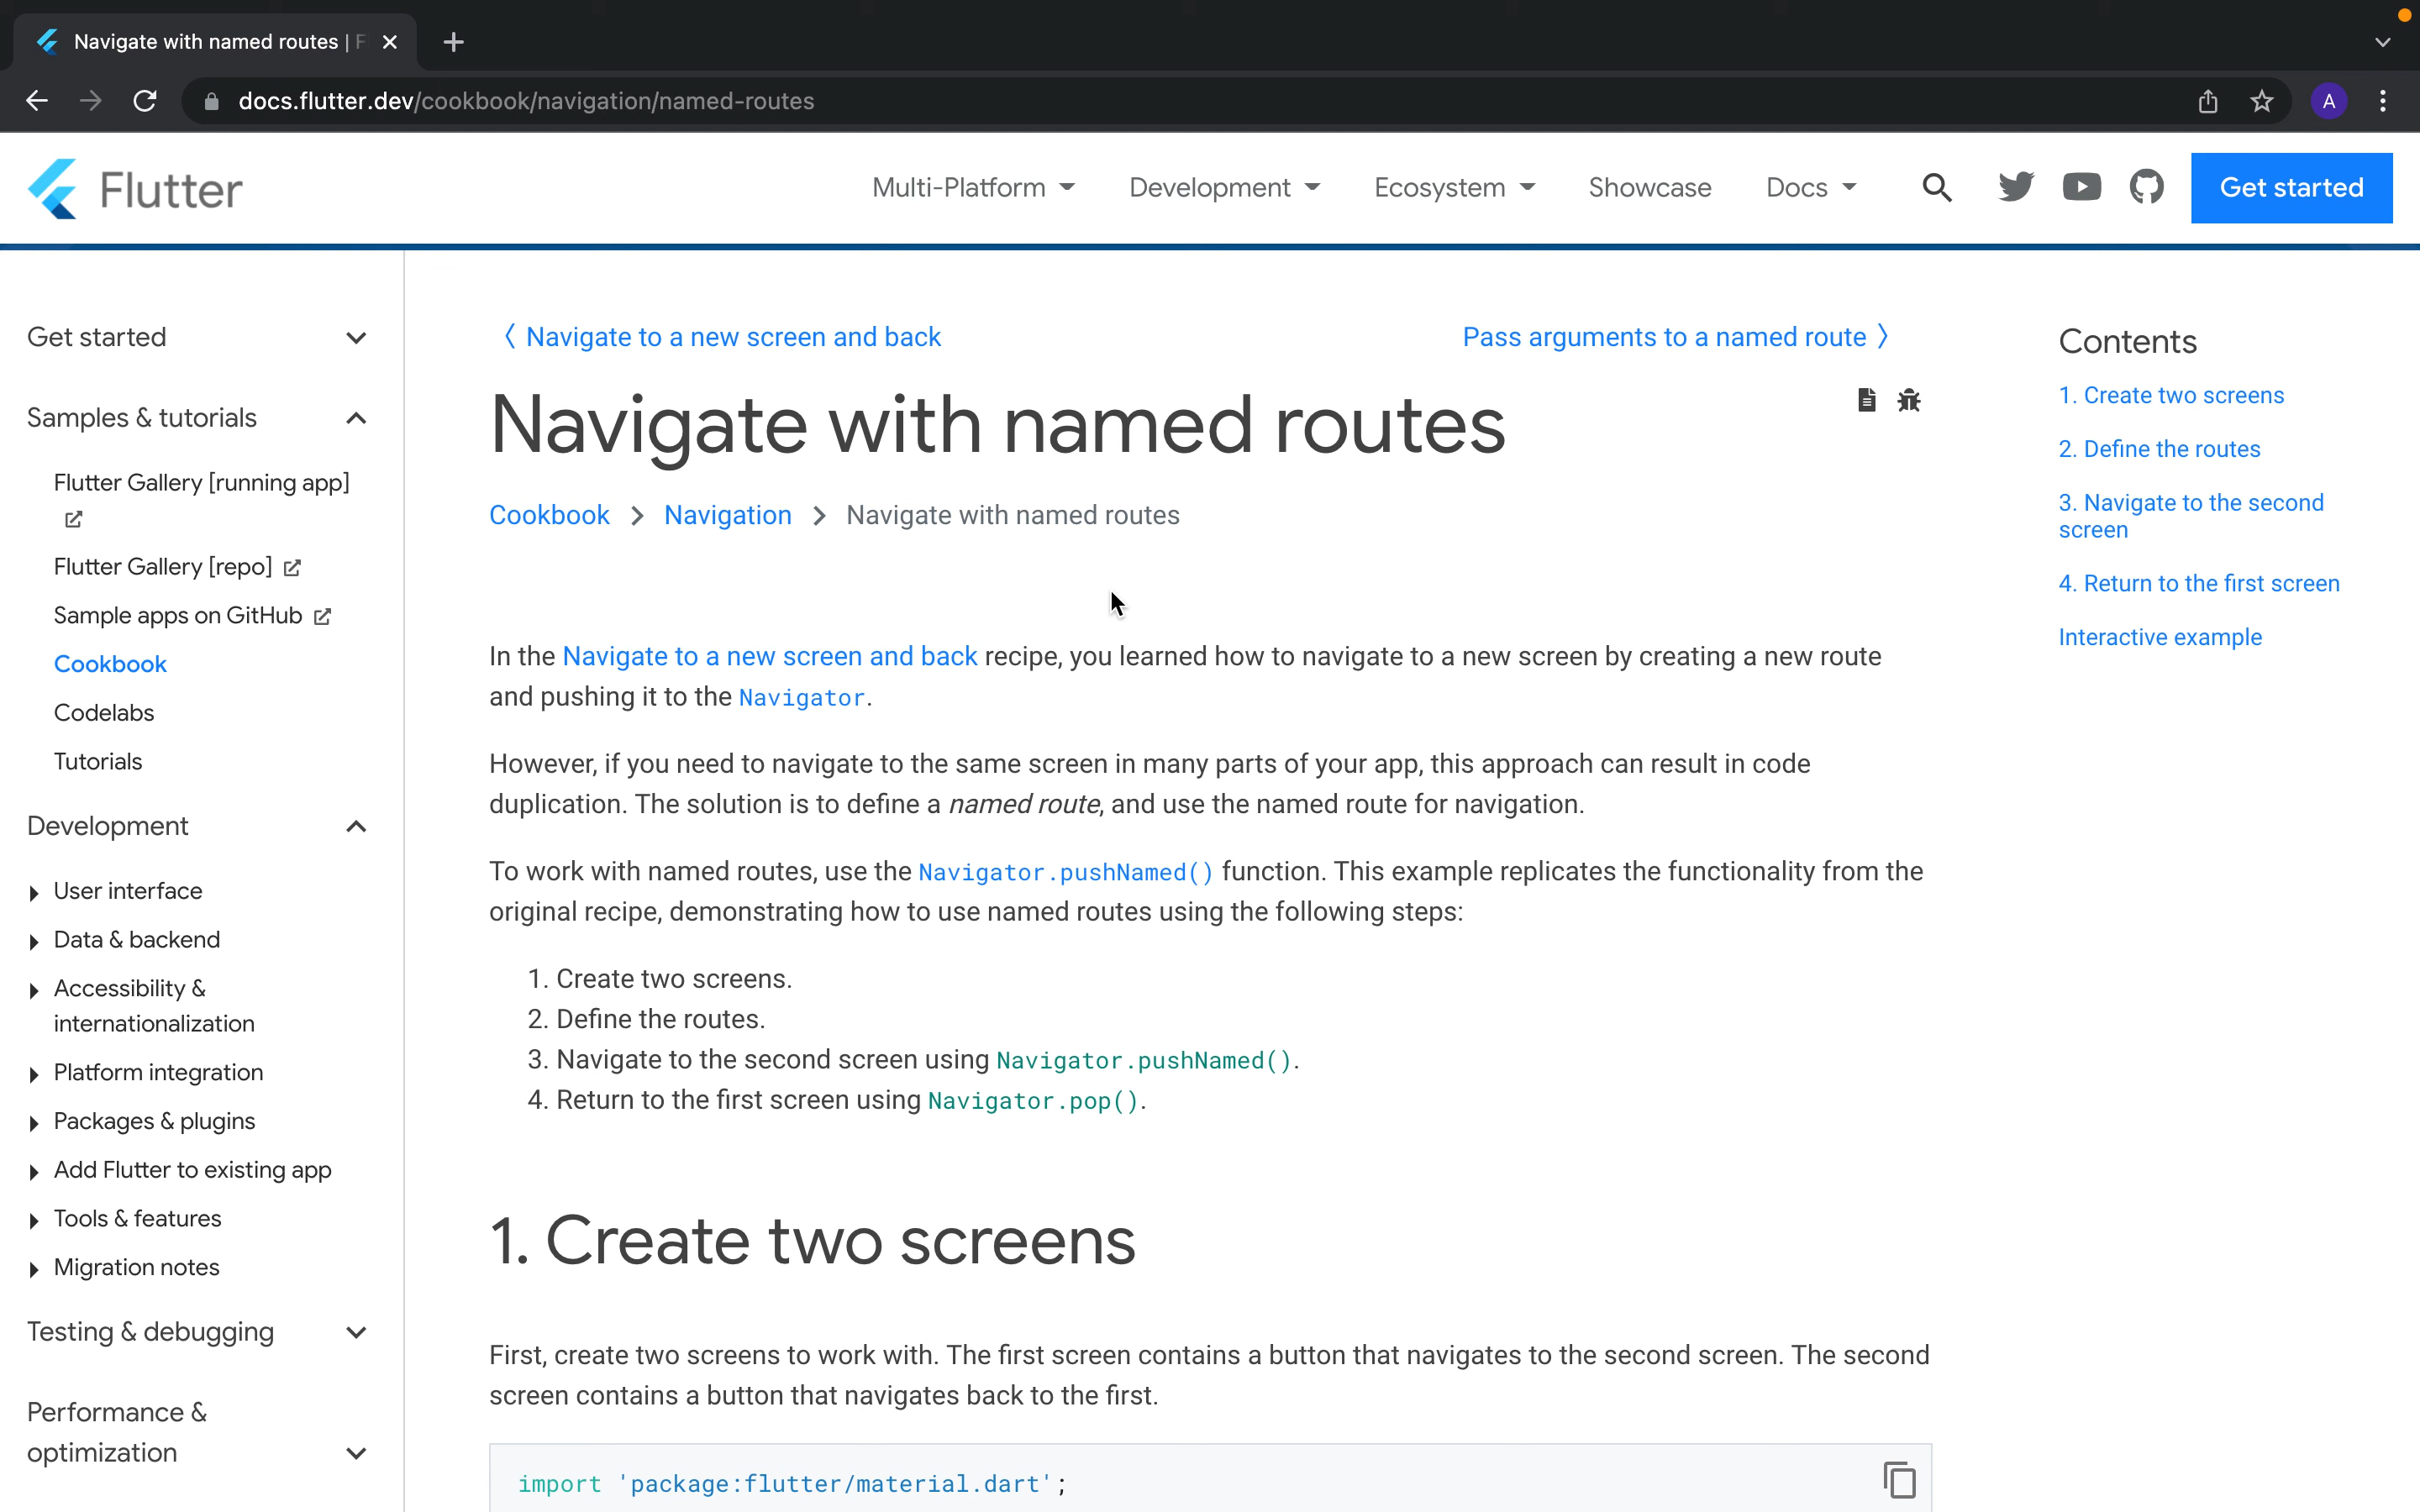 Navigate with named routes | F
docs.flutter.dev/cookbook/navigation/named-routes
A
Flutter
Multi-Platform
Development
Ecosystem
Showcase
Docs
Get started
Get started
Samples & tutorials
Flutter Gallery [running app]
Flutter Gallery [repo]
Sample apps on GitHub
Cookbook
Codelabs
Tutorials
Development
User interface
Data & backend
Accessibility &
internationalization
Platform integration
Packages & plugins
Add Flutter to existing app
Tools & features
Migration notes
Testing & debugging
Performance &
optimization
Navigate to a new screen and back
Pass arguments to a named route
Navigate with named routes
Cookbook > Navigation > Navigate with named routes
In the Navigate to a new screen and back recipe, you learned how to navigate to a new screen by creating a new route
and pushing it to the Navigator.
However, if you need to navigate to the same screen in many parts of your app, this approach can result in code
duplication. The solution is to define a named route, and use the named route for navigation.
To work with named routes, use the Navigator.pushNamed() function. This example replicates the functionality from the
original recipe, demonstrating how to use named routes using the following steps:
1. Create two screens.
2. Define the routes.
3. Navigate to the second screen using Navigator.pushNamed().
4. Return to the first screen using Navigator.pop().
1. Create two screens
First, create two screens to work with. The first screen contains a button that navigates to the second screen. The second
screen contains a button that navigates back to the first.
import 'package:flutter/material.dart';
Contents
1. Create two screens
2. Define the routes
3. Navigate to the second
screen
4. Return to the first screen
Interactive example